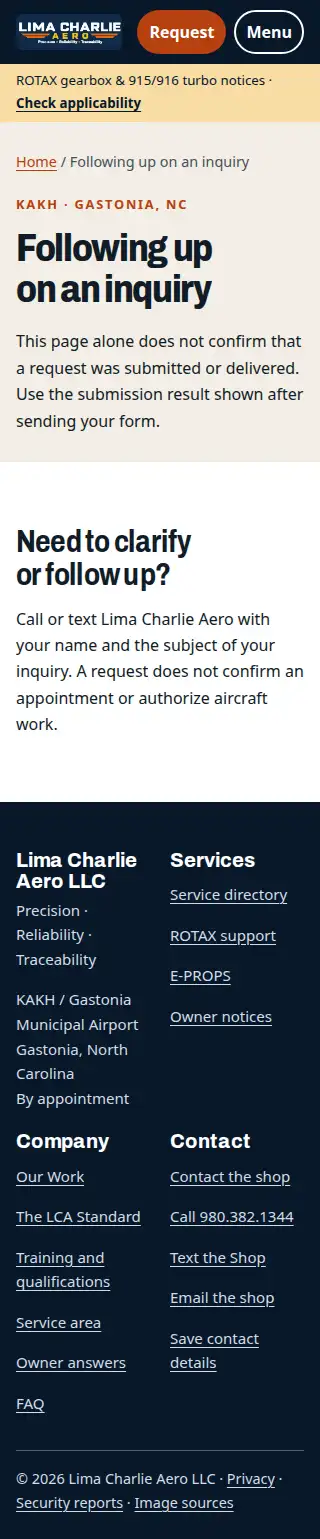 LIMA CHARLIE
AERO
Precision · Reliability · Traceability
Request
Menu
ROTAX gearbox & 915/916 turbo notices ·
Check applicability
Home / Following up on an inquiry
KAKH · GASTONIA, NC
Following up
on an inquiry
This page alone does not confirm that
a request was submitted or delivered.
Use the submission result shown after
sending your form.
Need to clarify
or follow up?
Call or text Lima Charlie Aero with
your name and the subject of your
inquiry. A request does not confirm an
appointment or authorize aircraft
work.
Lima Charlie
Aero LLC
Precision ·
Reliability ·
Traceability
KAKH / Gastonia
Municipal Airport
Gastonia, North
Carolina
By appointment
Services
Service directory
ROTAX support
E-PROPS
Owner notices
Company
Our Work
The LCA Standard
Training and
qualifications
Service area
Owner answers
FAQ
Contact
Contact the shop
Call 980.382.1344
Text the Shop
Email the shop
Save contact
details
© 2026 Lima Charlie Aero LLC · Privacy ·
Security reports · Image sources